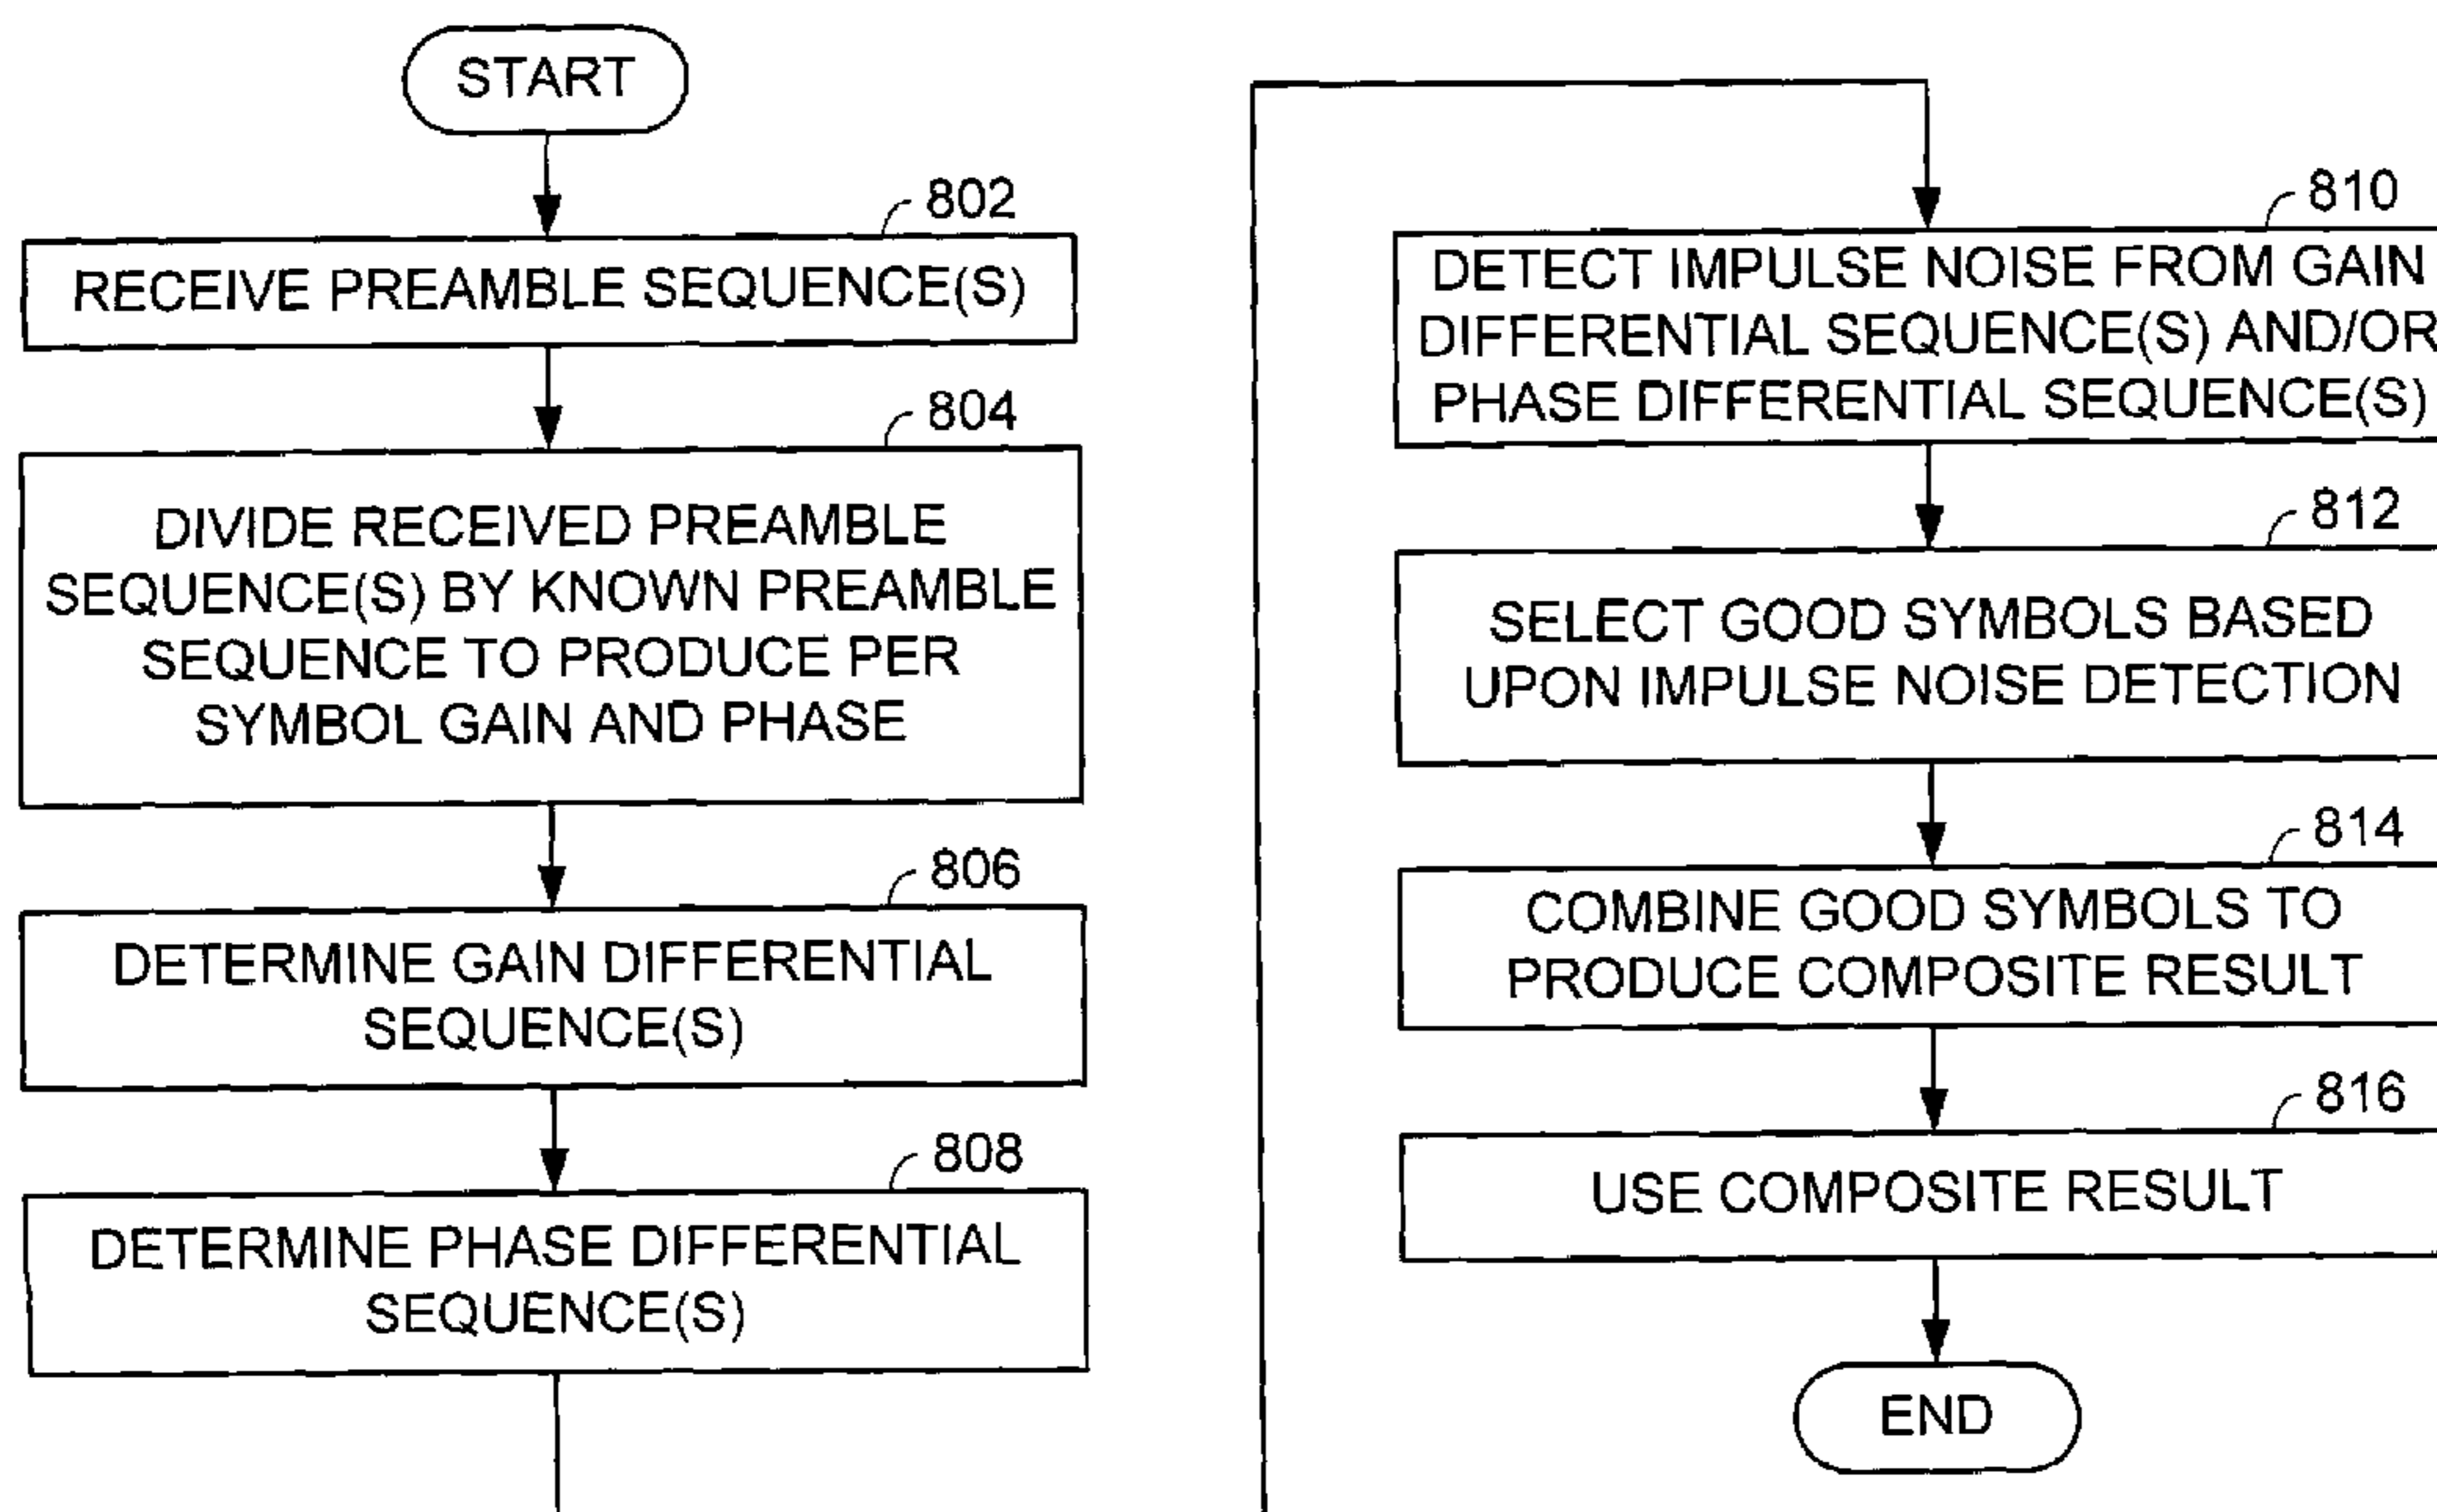 START
802
RECEIVE PREAMBLE SEQUENCE(S)
804
DIVIDE RECEIVED PREAMBLE
SEQUENCE(S) BY KNOWN PREAMBLE
SEQUENCE TO PRODUCE PER
SYMBOL GAIN AND PHASE
806
DETERMINE GAIN DIFFERENTIAL
SEQUENCE(S)
808
DETERMINE PHASE DIFFERENTIAL
SEQUENCE(S)
810
DETECT IMPULSE NOISE FROM GAIN
DIFFERENTIAL SEQUENCE(S) AND/OR
PHASE DIFFERENTIAL SEQUENCE(S)
812
SELECT GOOD SYMBOLS BASED
UPON IMPULSE NOISE DETECTION
814
COMBINE GOOD SYMBOLS TO
PRODUCE COMPOSITE RESULT
816
USE COMPOSITE RESULT
END